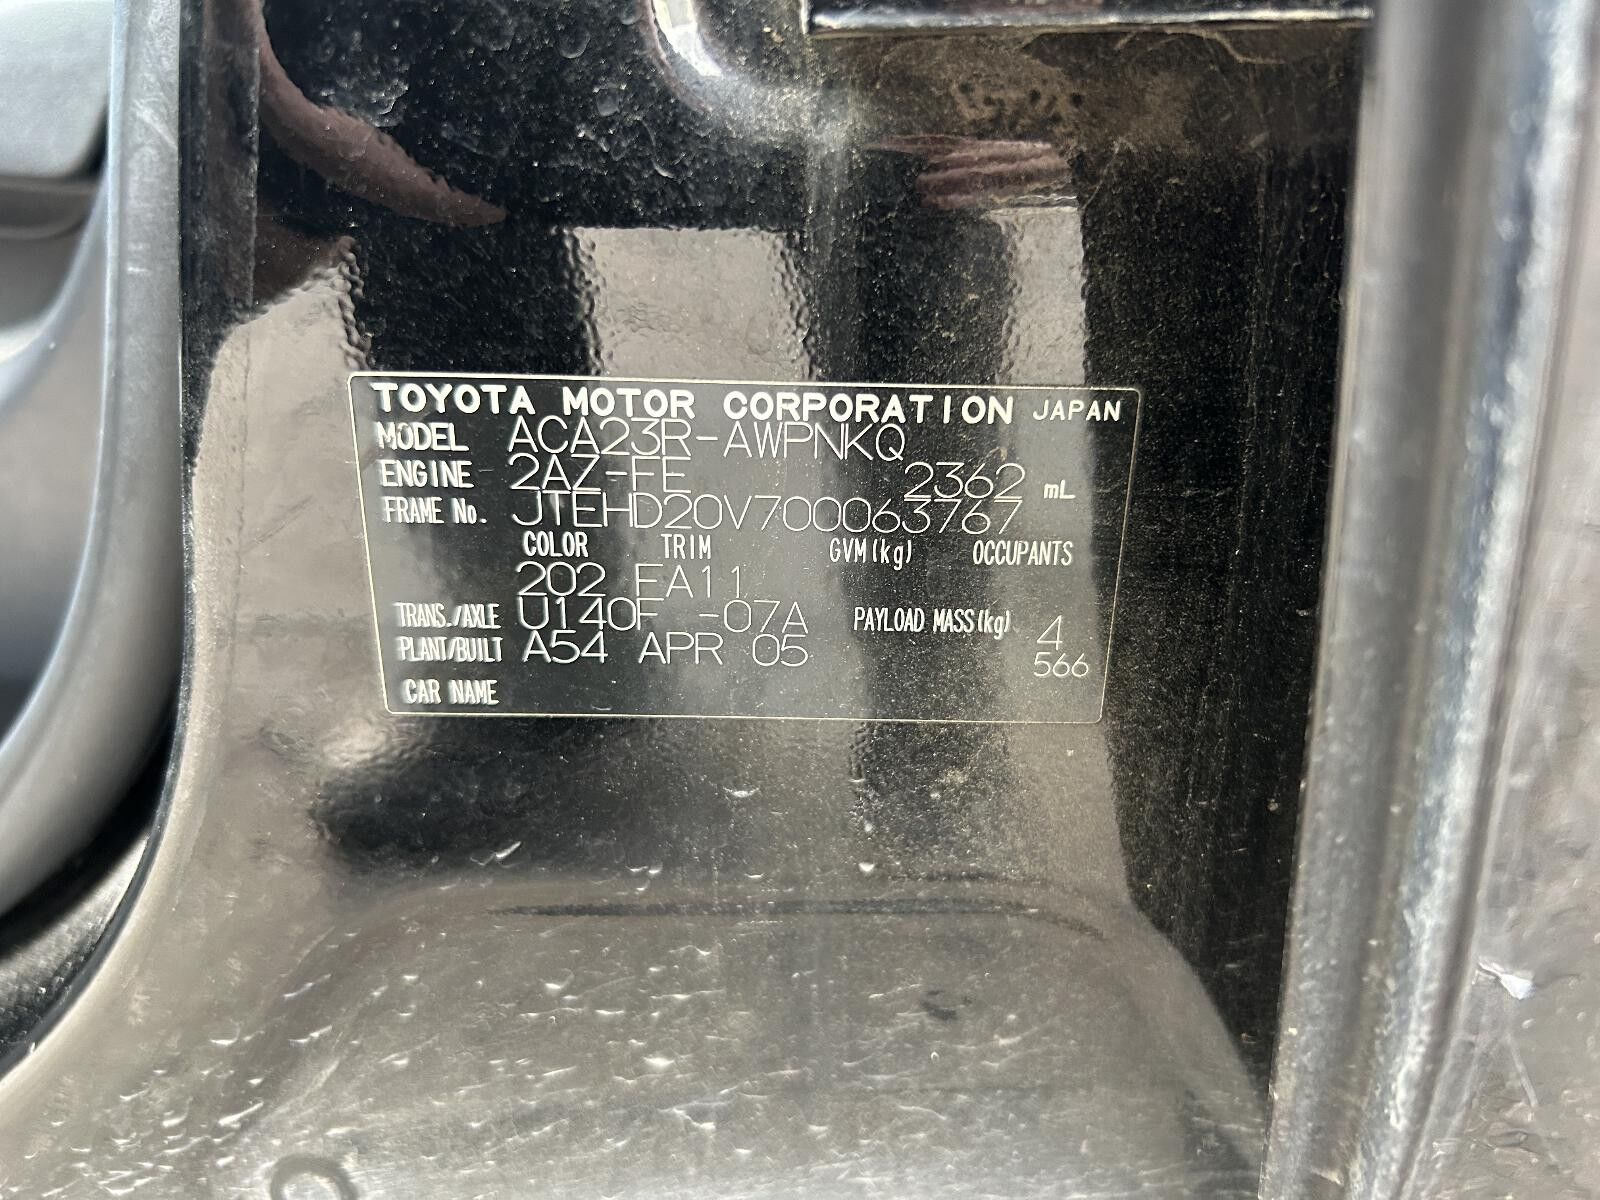 TOYOTA MOTOR CORPORATION JAPAN
MODEL ACA23R-AWPNKQ
ENGINE 2AZ-FE 2362 mL
FRAME No. JTEHD20V700063767
COLOR TRIM GVM(kg) OCCUPANTS
202 FA11
TRANS./AXLE U140F -07A PAYLOAD MASS(kg) 4
PLANT/BUILT A54 APR 05 566
CAR NAME